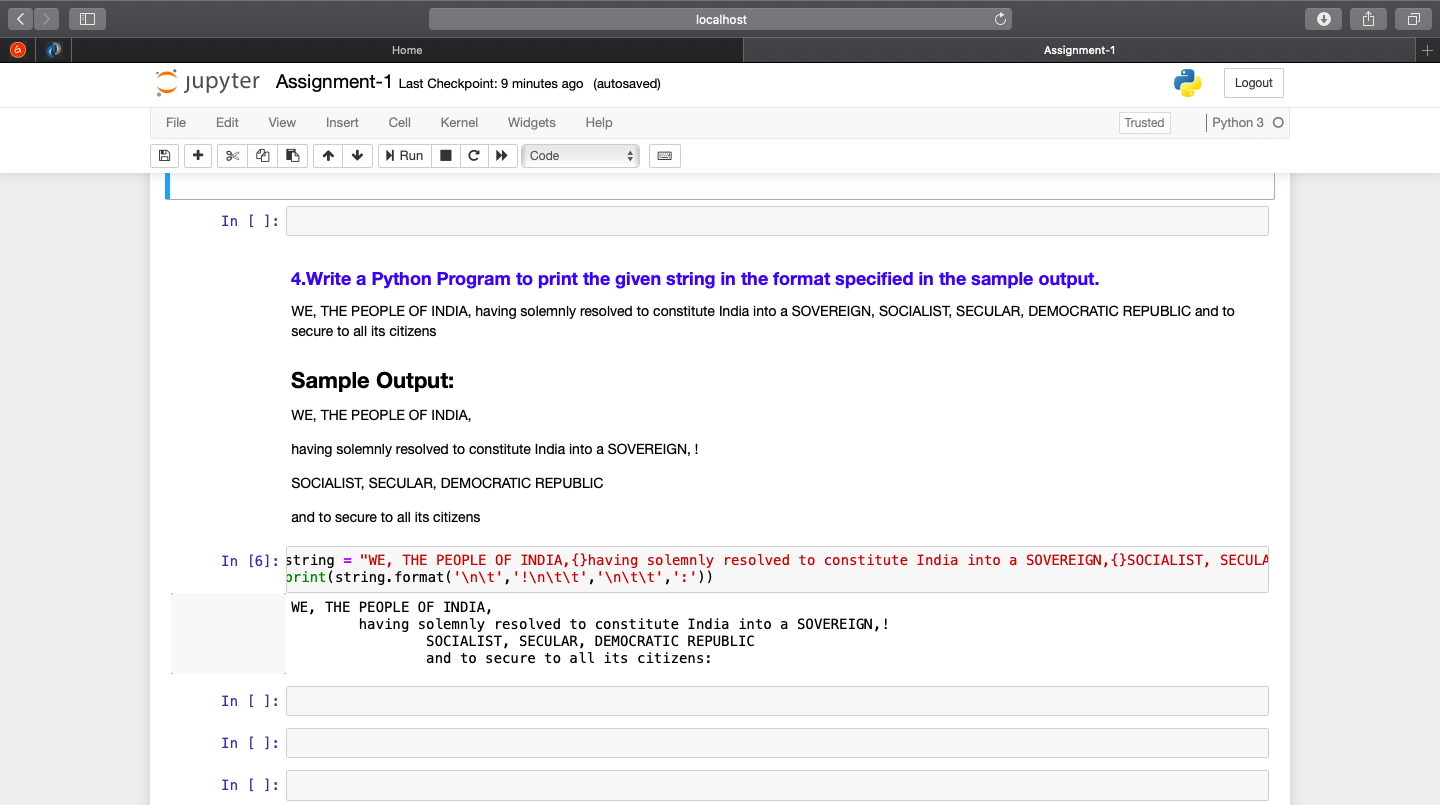 localhost
Home
Assignment-1
jupyter Assignment-1 Last Checkpoint: 9 minutes ago (autosaved)
Logout
File Edit View Insert Cell Kernel Widgets Help
Trusted
Python 3
Run
Code
In [ ]:
4.Write a Python Program to print the given string in the format specified in the sample output.
WE, THE PEOPLE OF INDIA, having solemnly resolved to constitute India into a SOVEREIGN, SOCIALIST, SECULAR, DEMOCRATIC REPUBLIC and to
secure to all its citizens
Sample Output:
WE, THE PEOPLE OF INDIA,
having solemnly resolved to constitute India into a SOVEREIGN, !
SOCIALIST, SECULAR, DEMOCRATIC REPUBLIC
and to secure to all its citizens
In [6]: string = "WE, THE PEOPLE OF INDIA,{}having solemnly resolved to constitute India into a SOVEREIGN,{}SOCIALIST, SECULA
print(string.format('\n\t','!\n\t\t','\n\t\t',':'))
WE, THE PEOPLE OF INDIA,
having solemnly resolved to constitute India into a SOVEREIGN,!
SOCIALIST, SECULAR, DEMOCRATIC REPUBLIC
and to secure to all its citizens:
In [ ]:
In [ ]:
In [ ]: